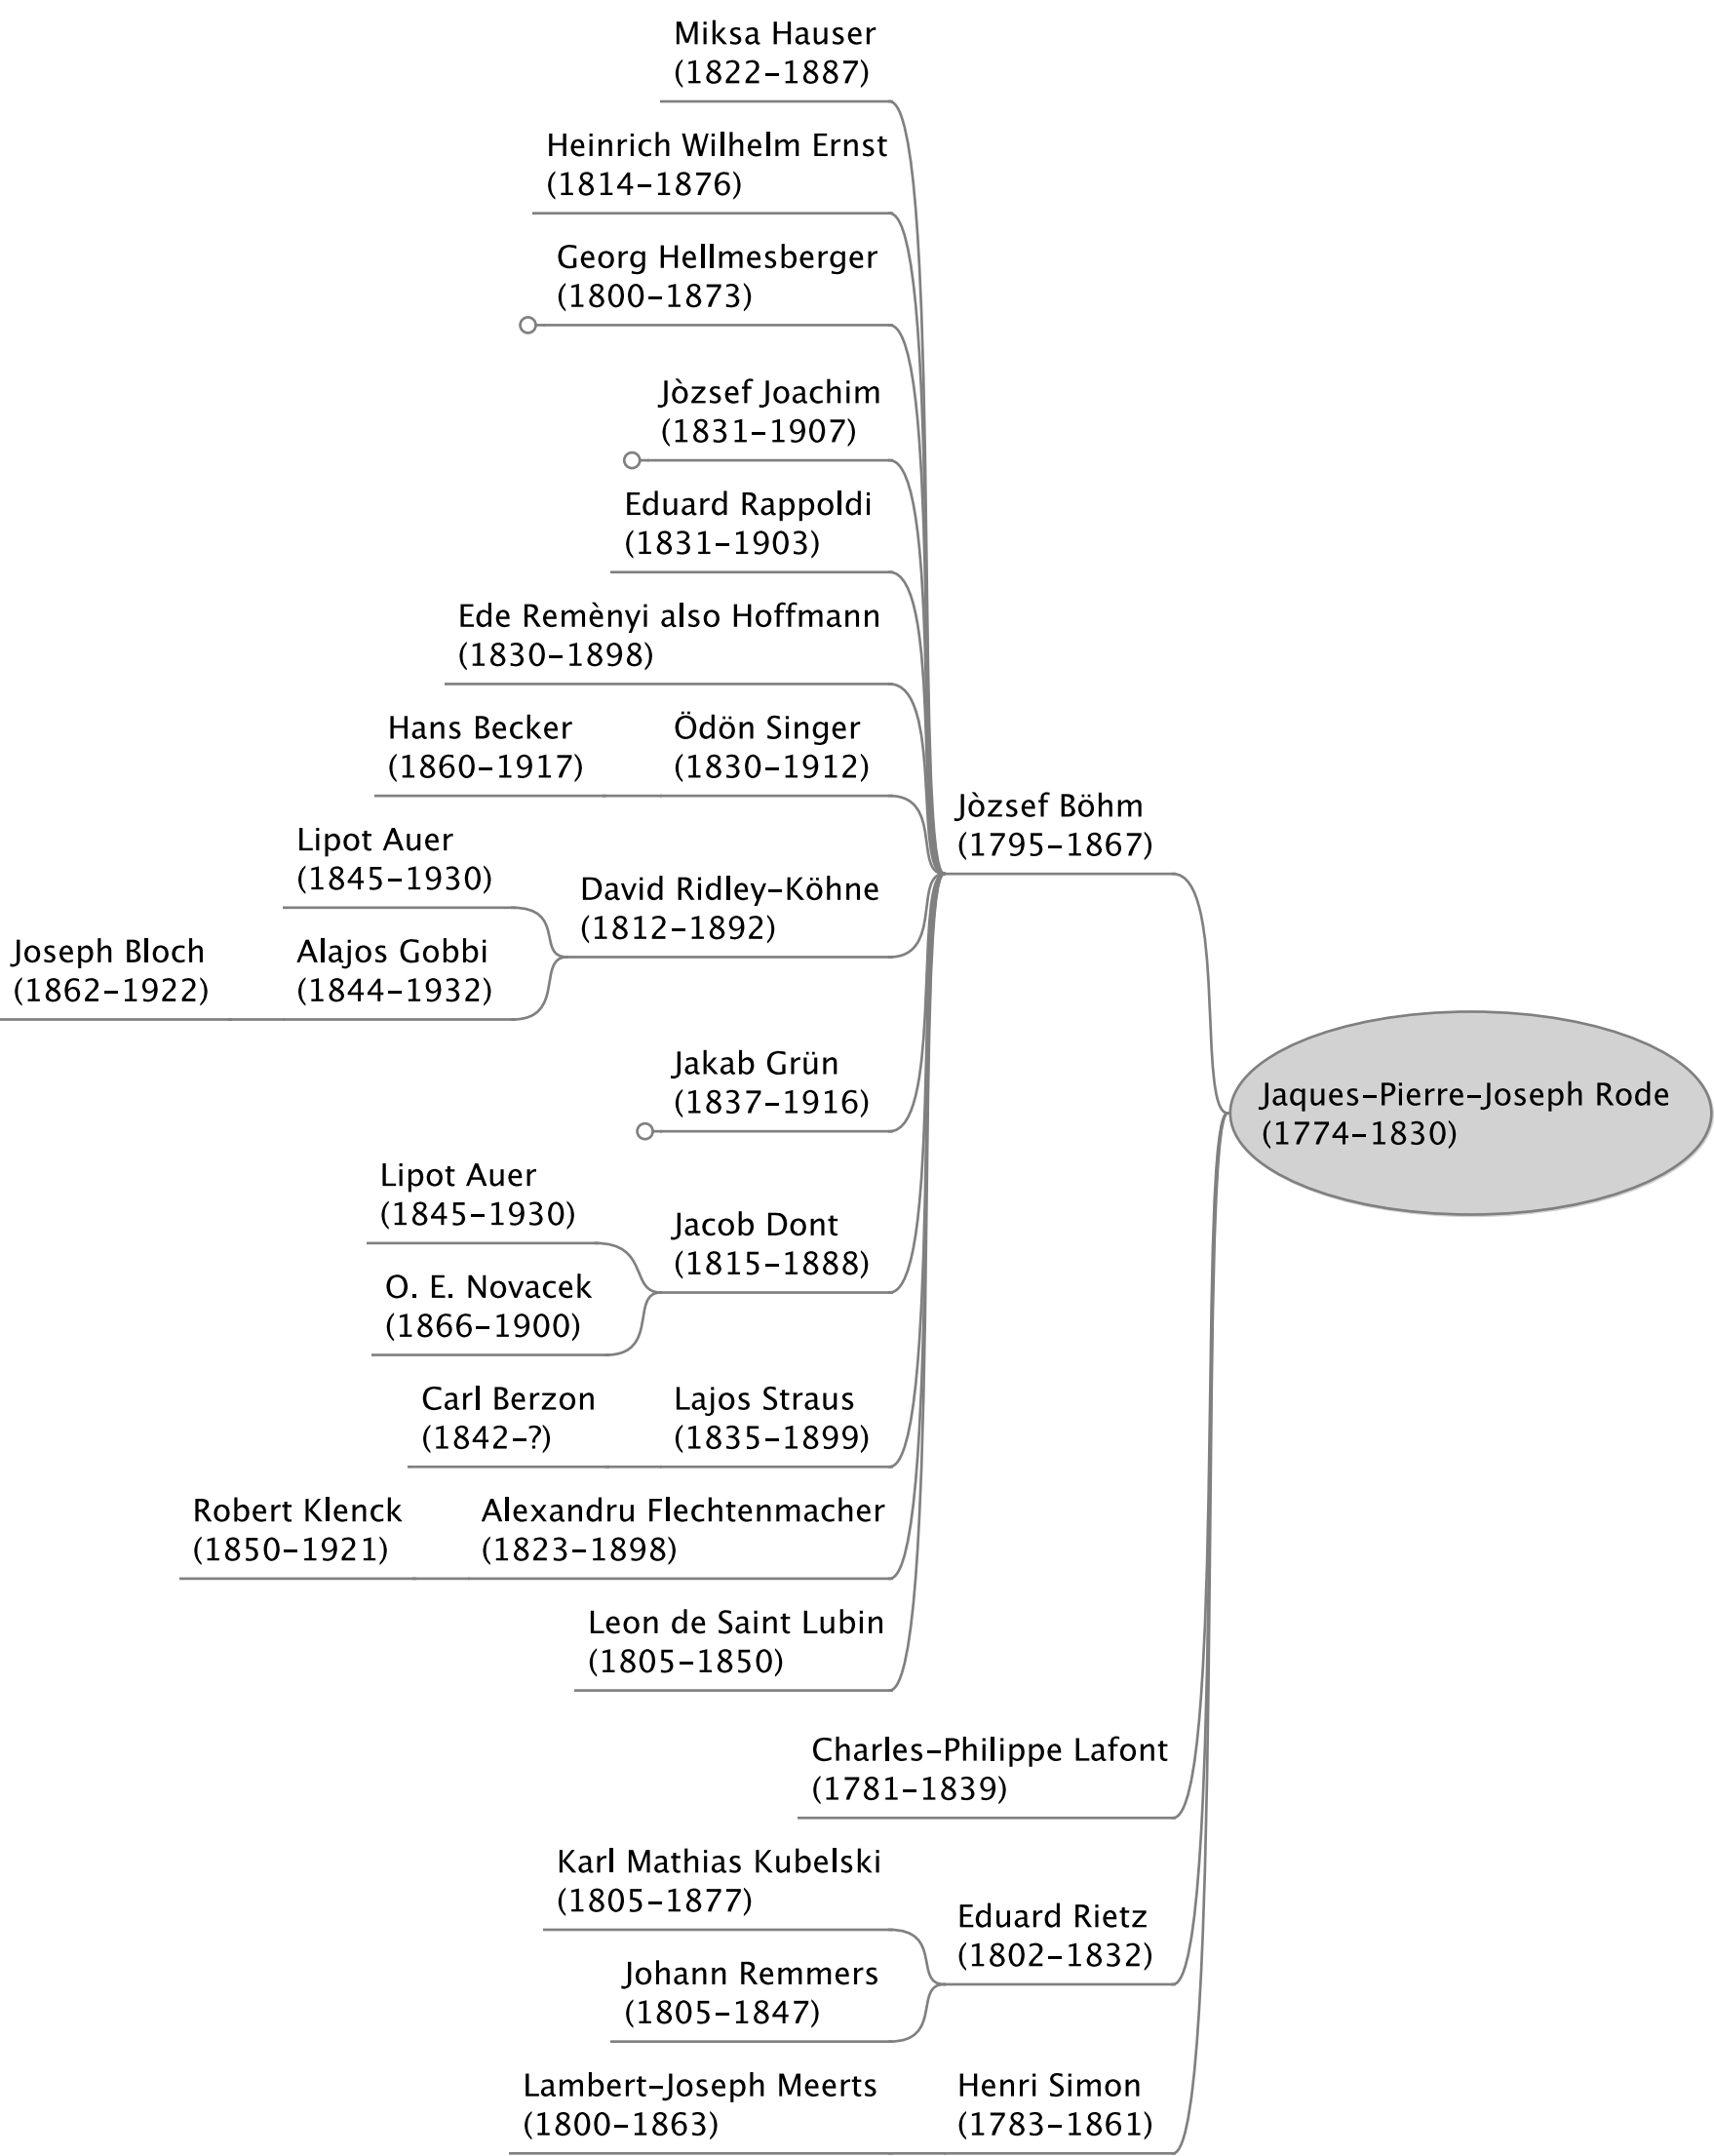 Miksa Hauser
(1822–1887)
Heinrich Wilhelm Ernst
(1814–1876)
Georg Hellmesberger
(1800–1873)
Jòzsef Joachim
(1831–1907)
Eduard Rappoldi
(1831–1903)
Ede Remènyi also Hoffmann
(1830–1898)
Hans Becker
(1860–1917)
Ödön Singer
(1830–1912)
Jòzsef Böhm
(1795–1867)
Lipot Auer
(1845–1930)
David Ridley–Köhne
(1812–1892)
Joseph Bloch
(1862–1922)
Alajos Gobbi
(1844–1932)
Jakab Grün
(1837–1916)
Jaques–Pierre–Joseph Rode
(1774–1830)
Lipot Auer
(1845–1930)
Jacob Dont
(1815–1888)
O. E. Novacek
(1866–1900)
Carl Berzon
(1842–?)
Lajos Straus
(1835–1899)
Robert Klenck
(1850–1921)
Alexandru Flechtenmacher
(1823–1898)
Leon de Saint Lubin
(1805–1850)
Charles–Philippe Lafont
(1781–1839)
Karl Mathias Kubelski
(1805–1877)
Eduard Rietz
(1802–1832)
Johann Remmers
(1805–1847)
Lambert–Joseph Meerts
(1800–1863)
Henri Simon
(1783–1861)